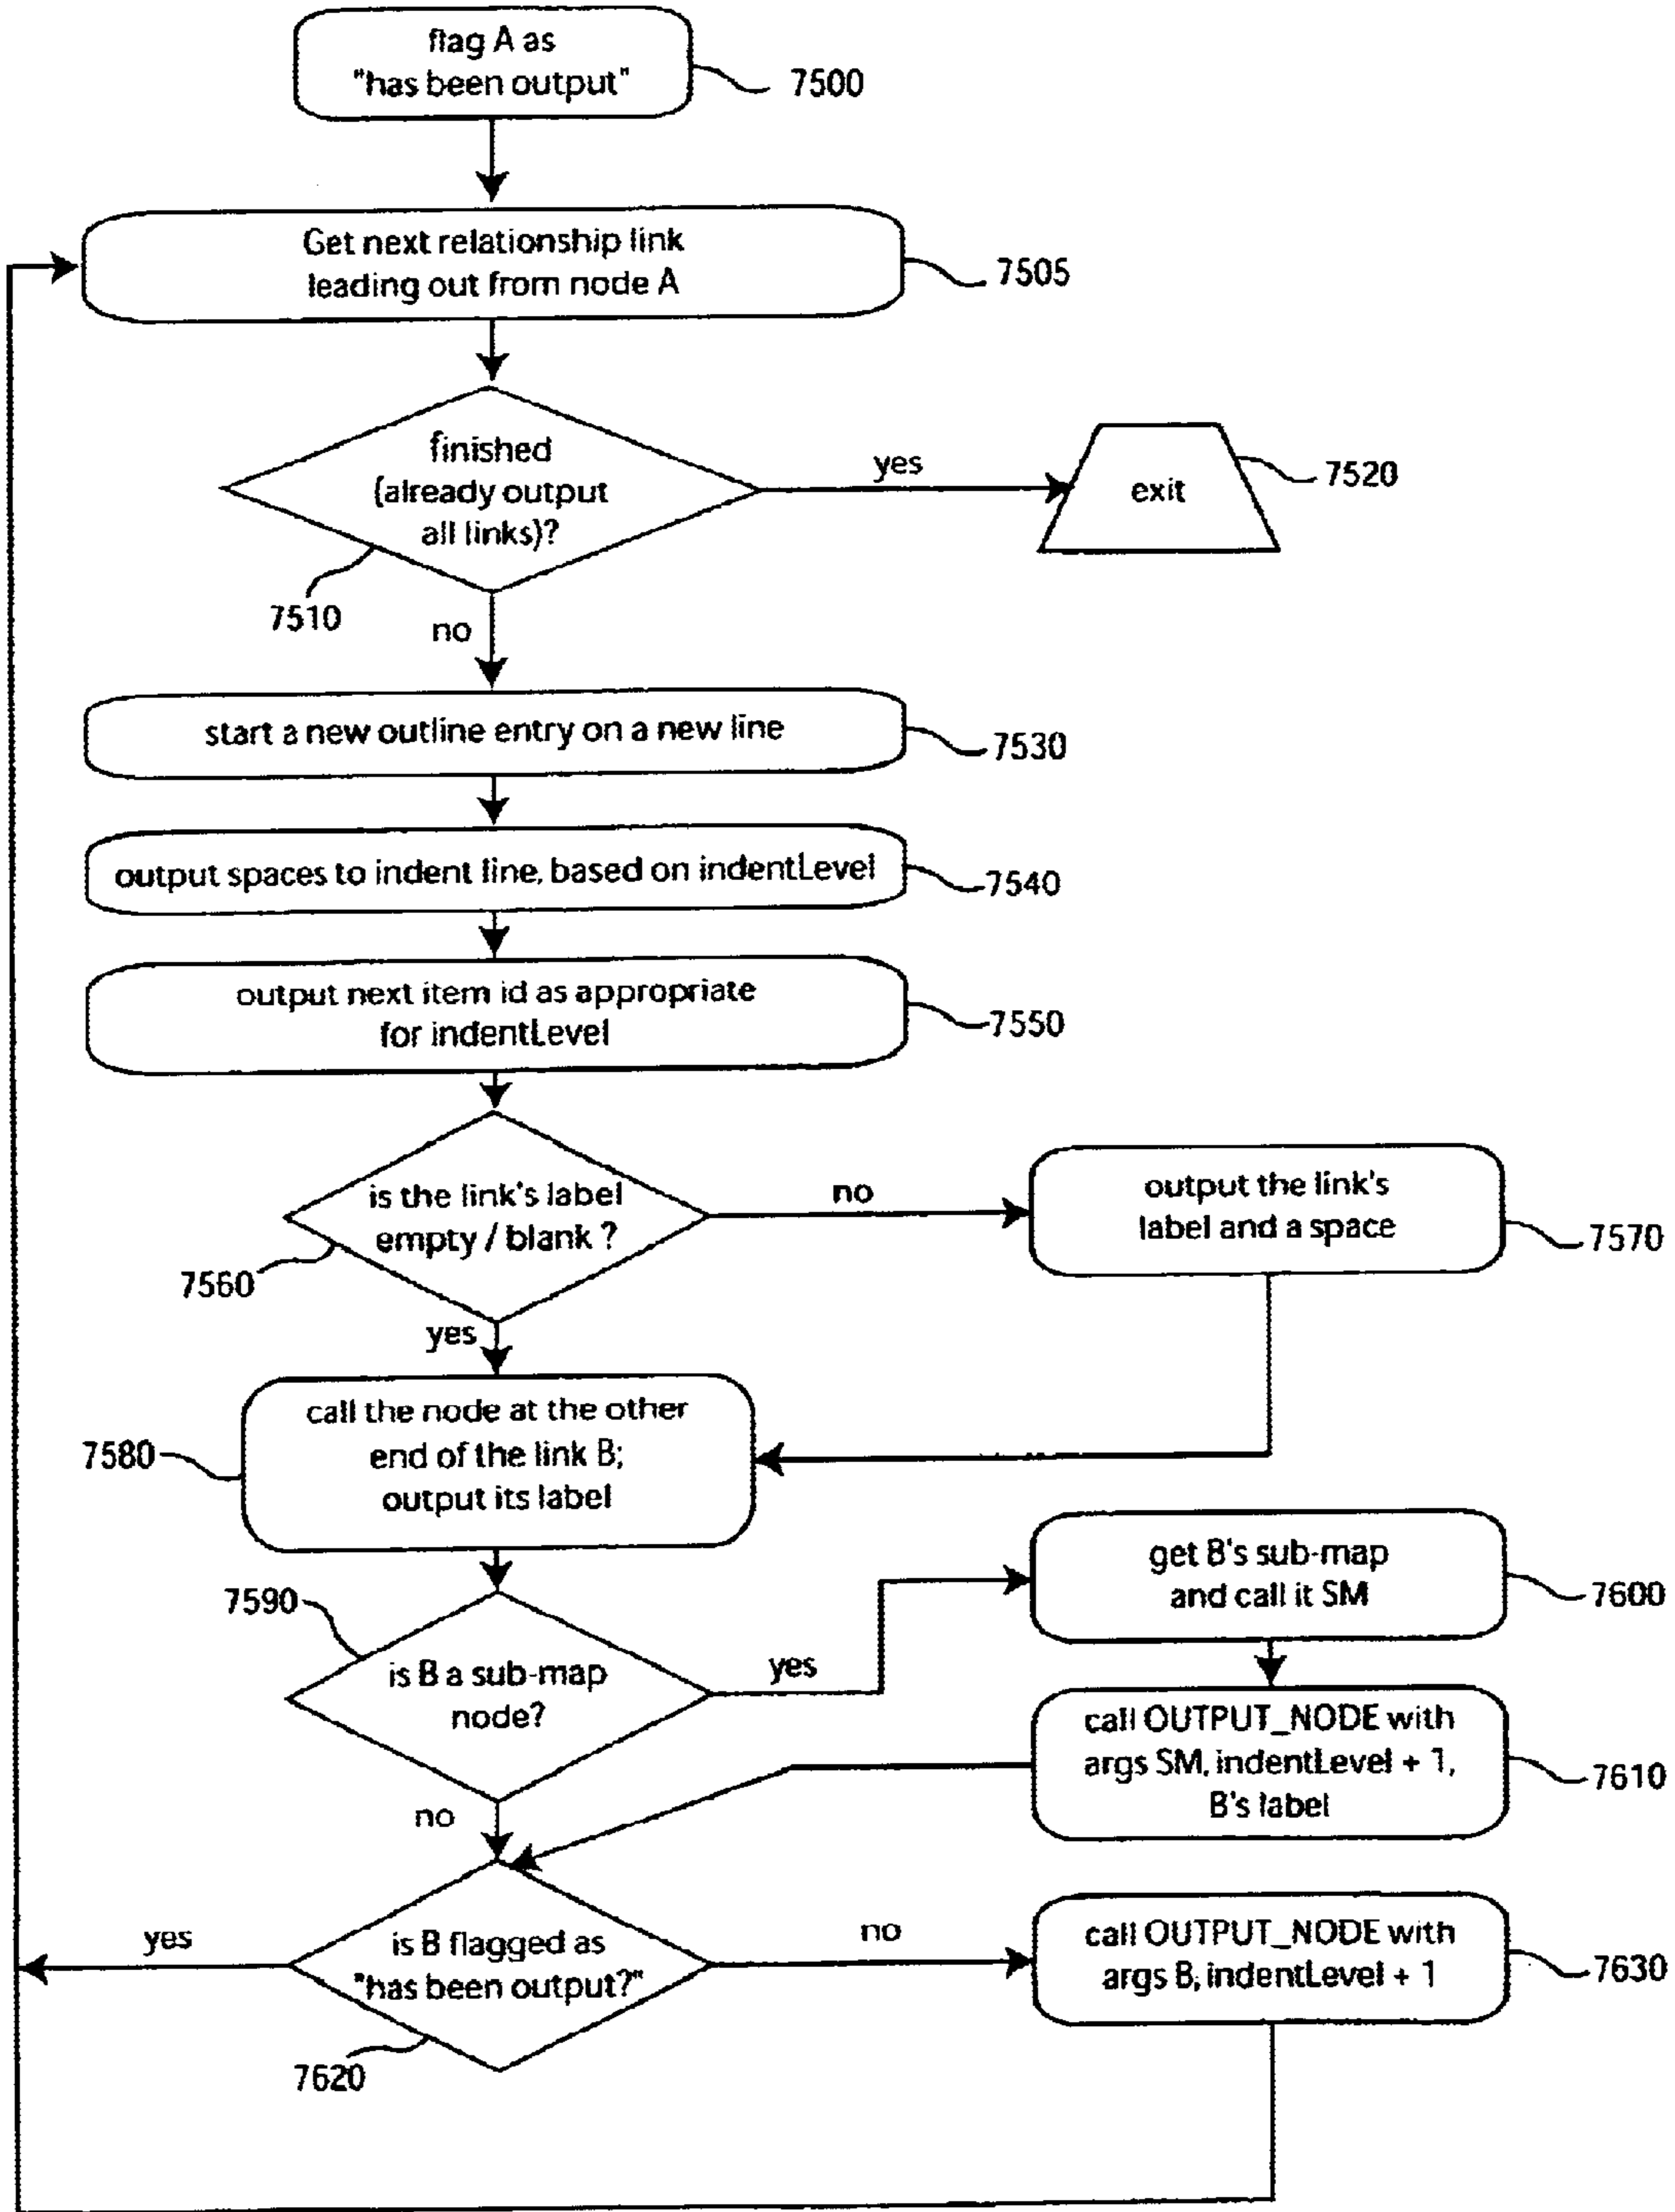 flag A as
"has been output"
7500
Get next relationship link
leading out from node A
7505
finished
(already output
all links)?
yes
exit
7520
7510
no
start a new outline entry on a new line
7530
output spaces to indent line, based on indentLevel
7540
output next item id as appropriate
for indentLevel
7550
is the link's label
empty / blank ?
no
output the link's
label and a space
7570
7560
yes
call the node at the other
end of the link B;
output its label
7580
get B's sub-map
and call it SM
7600
7590
is B a sub-map
node?
yes
call OUTPUT_NODE with
args SM, indentLevel + 1,
B's label
7610
no
is B flagged as
"has been output?"
yes
no
call OUTPUT_NODE with
args B, indentLevel + 1
7630
7620